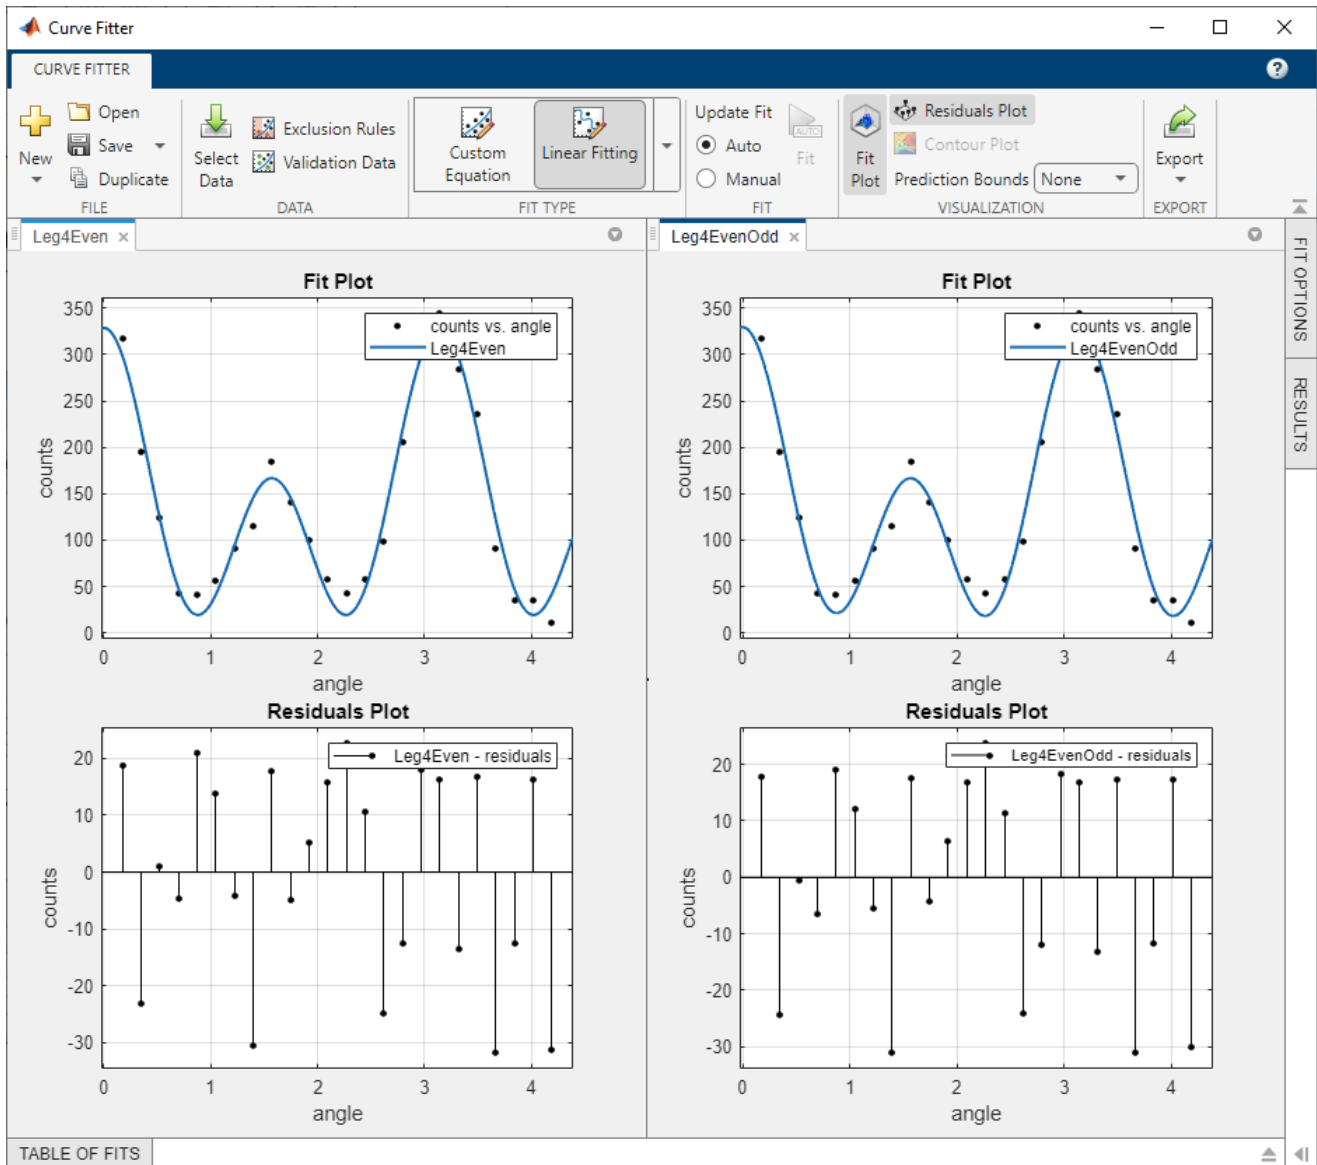 Curve Fitter
CURVE FITTER
New
Open
Save
Duplicate
FILE
Select
Data
Exclusion Rules
Validation Data
DATA
Custom
Equation
Linear Fitting
FIT TYPE
Update Fit
Auto
Manual
AUTO
Fit
FIT
Fit
Plot
Residuals Plot
Contour Plot
Prediction Bounds None
VISUALIZATION
Export
EXPORT
?
Leg4Even
Fit Plot
counts vs. angle
Leg4Even
350
300
250
200
150
100
50
0
counts
0 1 2 3 4
angle
Residuals Plot
Leg4Even - residuals
20
10
0
-10
-20
-30
counts
0 1 2 3 4
angle
Leg4EvenOdd
Fit Plot
counts vs. angle
Leg4EvenOdd
350
300
250
200
150
100
50
0
counts
0 1 2 3 4
angle
Residuals Plot
Leg4EvenOdd - residuals
20
10
0
-10
-20
-30
counts
0 1 2 3 4
angle
FIT OPTIONS
RESULTS
TABLE OF FITS